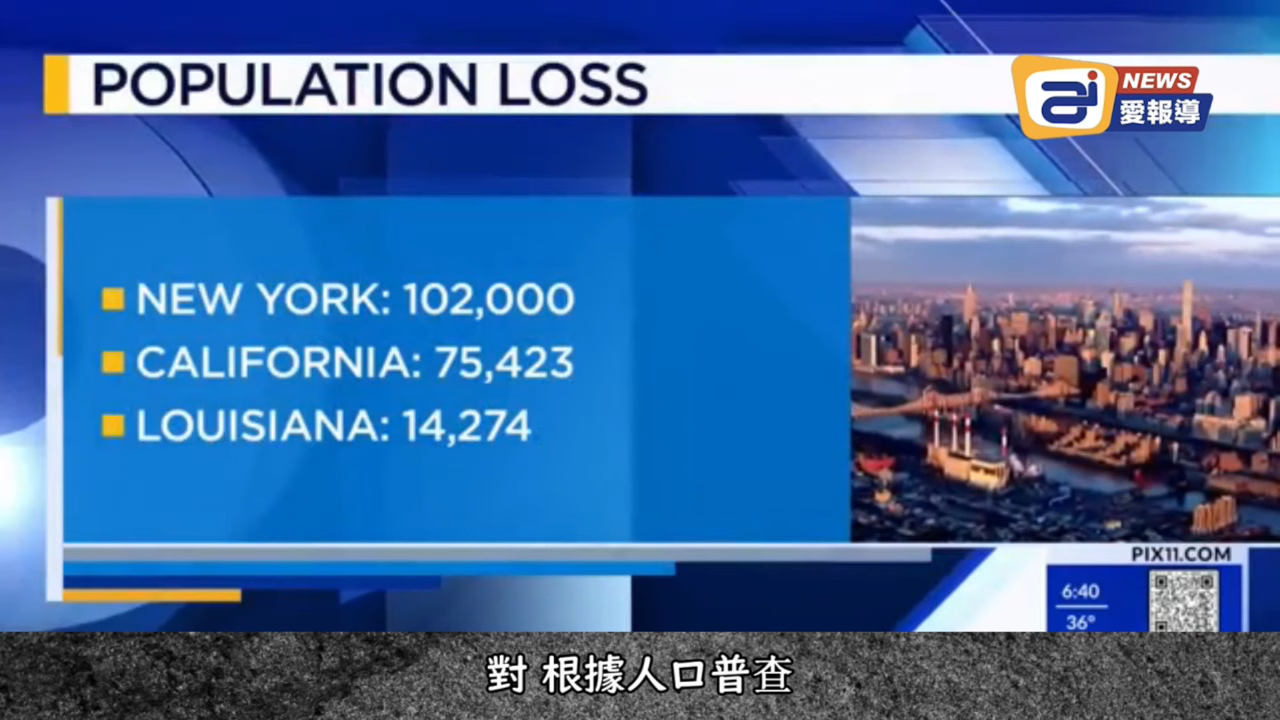 POPULATION LOSS
NEWS
愛報導
NEW YORK: 102,000
CALIFORNIA: 75,423
LOUISIANA: 14,274
PIX11.COM
6:40
36°
對 根據人口普查